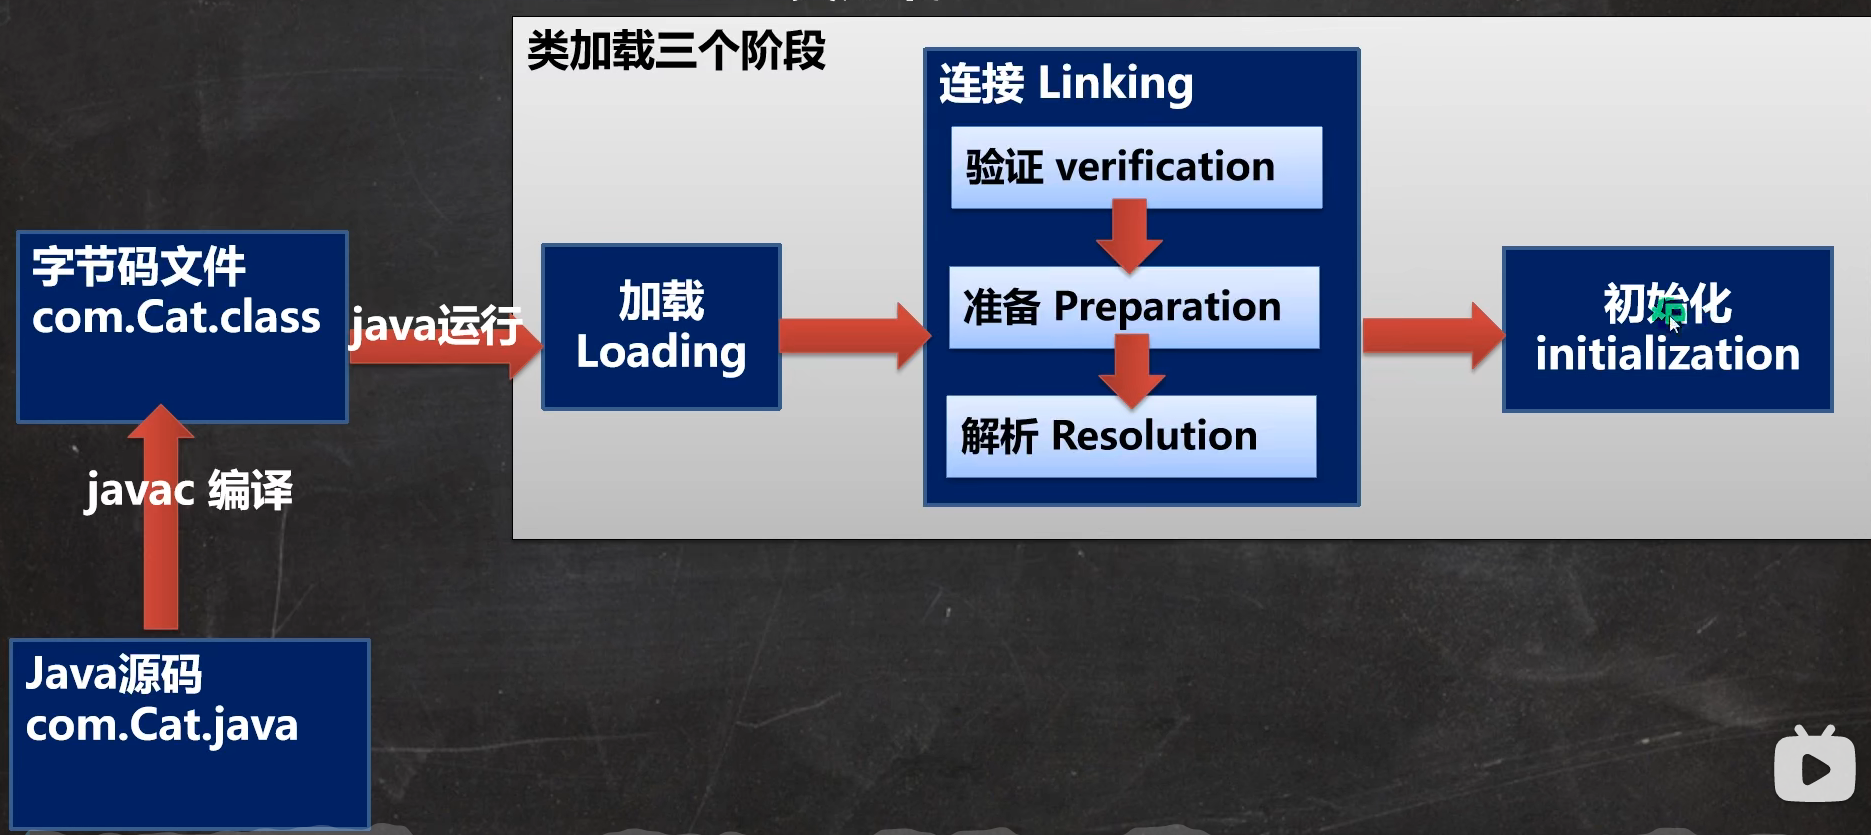 类加载三个阶段
连接 Linking
验证 verification
准备 Preparation
解析 Resolution
加载
Loading
初始化
initialization
字节码文件
com.Cat.class
java运行
javac 编译
Java源码
com.Cat.java